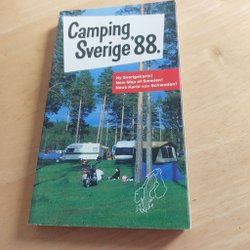 Camping,
Sverige '88.
Ny Sverigekarta!
New Map of Sweden!
Neue Karte von Schweden!